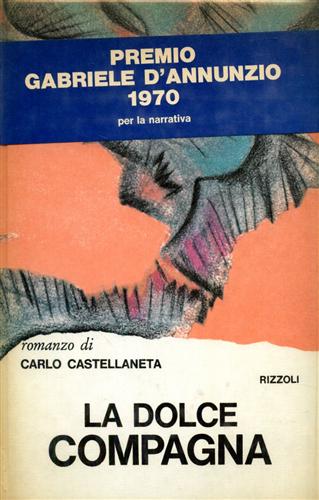 PREMIO
GABRIELE D'ANNUNZIO
1970
per la narrativa
romanzo di
CARLO CASTELLANETA
RIZZOLI
LA DOLCE
COMPAGNA